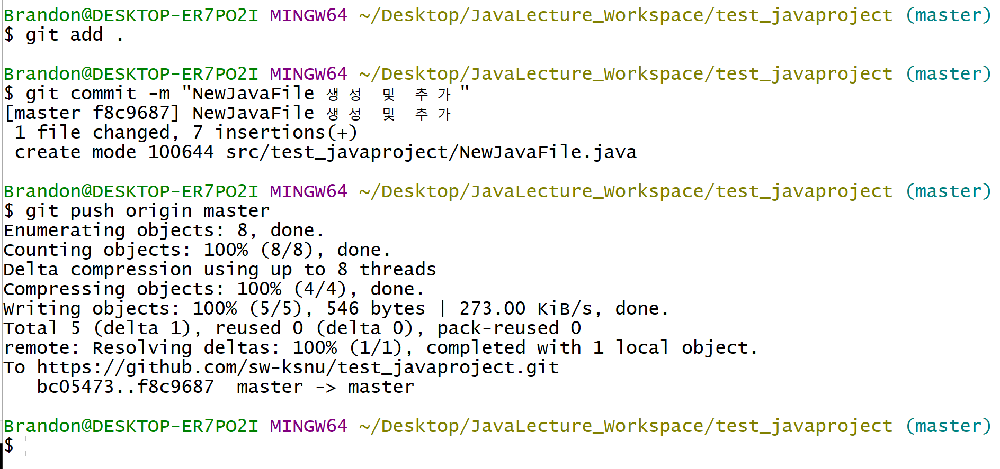 Brandon@DESKTOP-ER7PO2I MINGW64 ~/Desktop/JavaLecture_Workspace/test_javaproject (master)
$ git add .
Brandon@DESKTOP-ER7PO2I MINGW64 ~/Desktop/JavaLecture_Workspace/test_javaproject (master)
$ git commit -m "NewJavaFile 생성 및 추가"
[master f8c9687] NewJavaFile 생성 및 추가
 1 file changed, 7 insertions(+)
 create mode 100644 src/test_javaproject/NewJavaFile.java
Brandon@DESKTOP-ER7PO2I MINGW64 ~/Desktop/JavaLecture_Workspace/test_javaproject (master)
$ git push origin master
Enumerating objects: 8, done.
Counting objects: 100% (8/8), done.
Delta compression using up to 8 threads
Compressing objects: 100% (4/4), done.
Writing objects: 100% (5/5), 546 bytes | 273.00 KiB/s, done.
Total 5 (delta 1), reused 0 (delta 0), pack-reused 0
remote: Resolving deltas: 100% (1/1), completed with 1 local object.
To https://github.com/sw-ksnu/test_javaproject.git
   bc05473..f8c9687  master -> master
Brandon@DESKTOP-ER7PO2I MINGW64 ~/Desktop/JavaLecture_Workspace/test_javaproject (master)
$